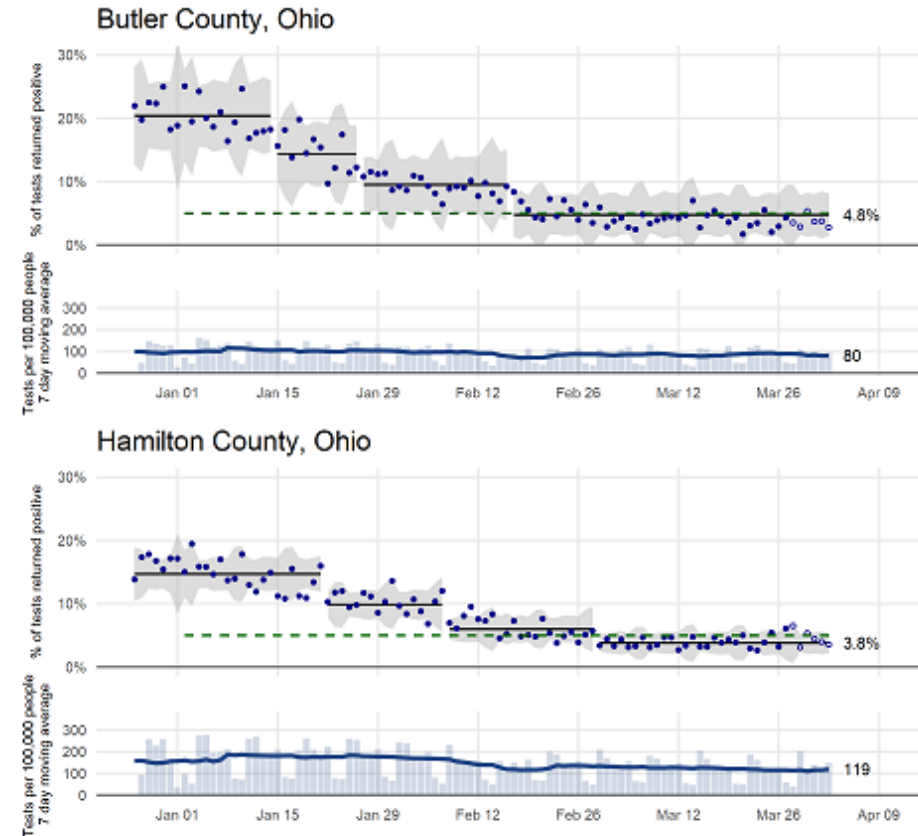 Butler County, Ohio
% of tests returned positive
30%
20%
10%
0%
4.8%
Tests per 100,000 people
7 day moving average
300
200
100
0
80
Jan 01 Jan 15 Jan 29 Feb 12 Feb 26 Mar 12 Mar 26 Apr 09
Hamilton County, Ohio
% of tests returned positive
30%
20%
10%
0%
3.8%
Tests per 100,000 people
7 day moving average
300
200
100
0
119
Jan 01 Jan 15 Jan 29 Feb 12 Feb 26 Mar 12 Mar 26 Apr 09